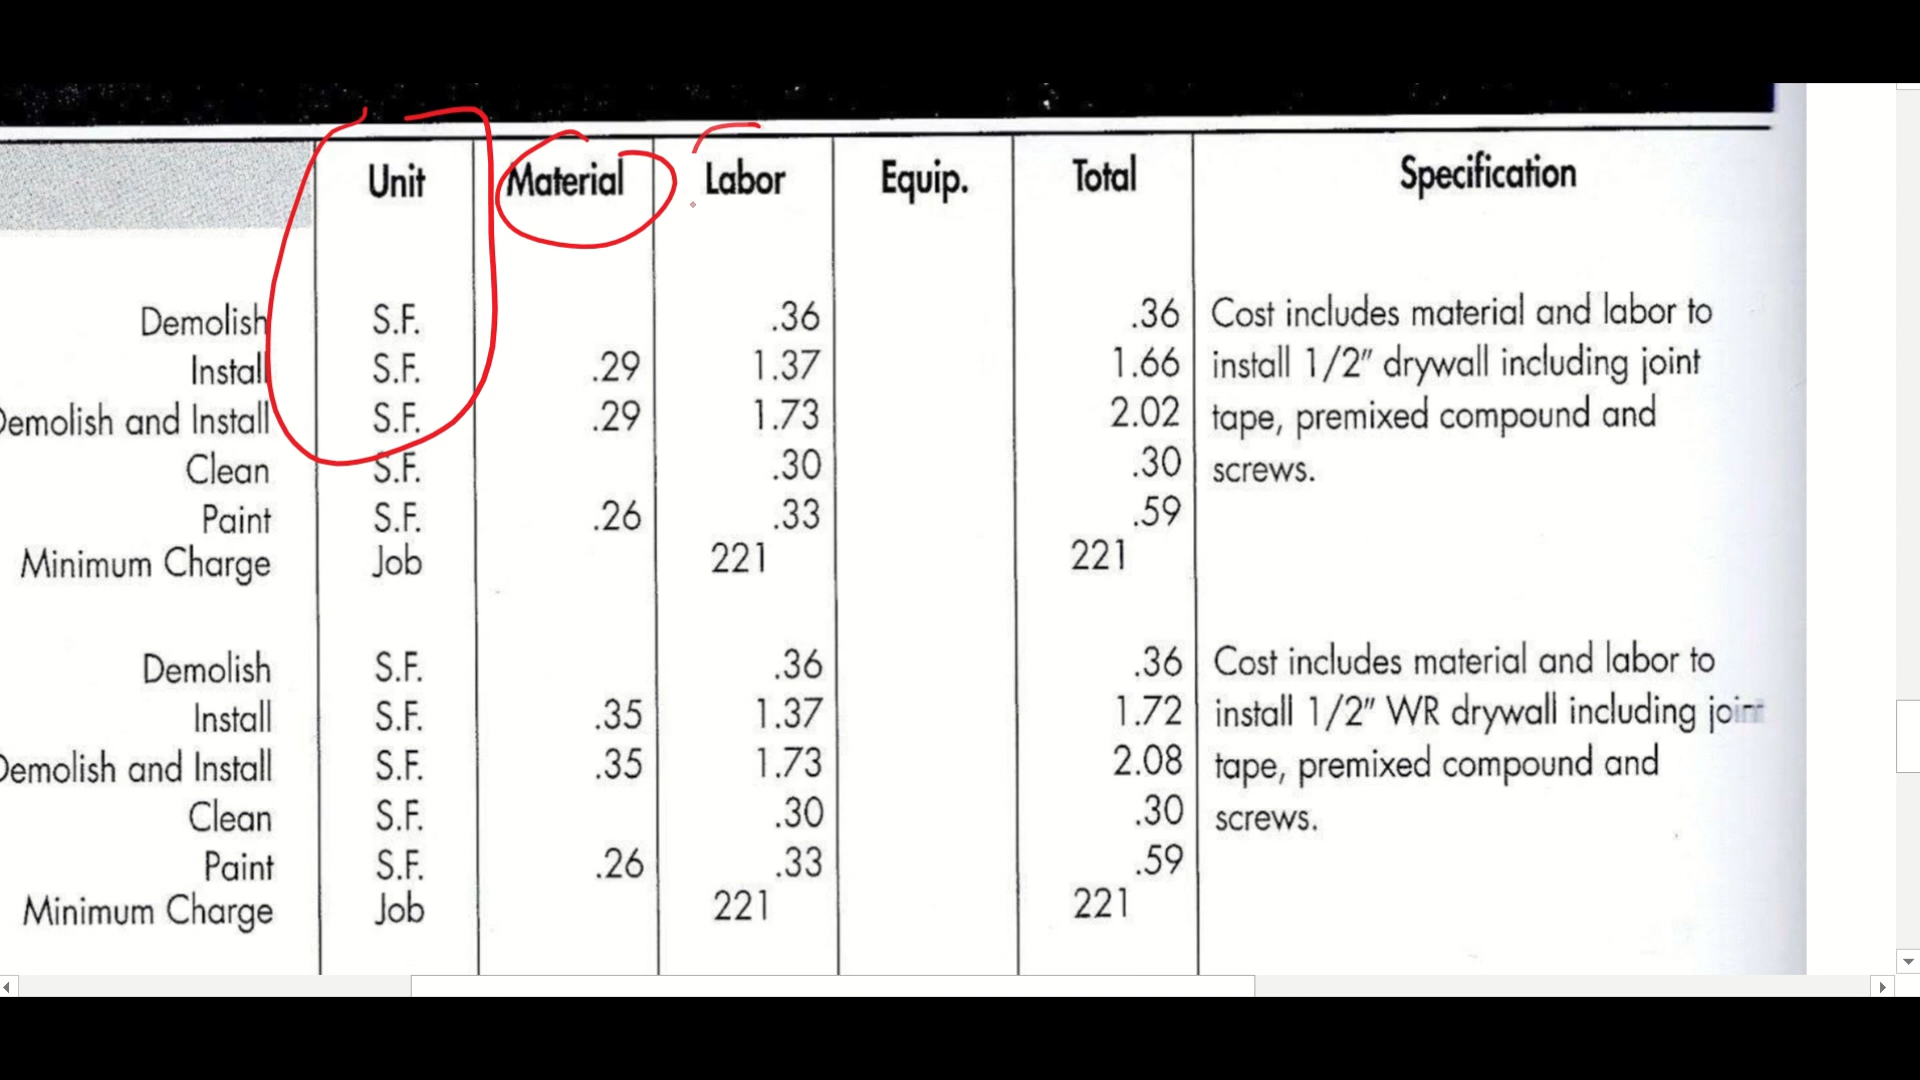 Unit Material Labor Equip. Total Specification
Demolish S.F. .36 .36 Cost includes material and labor to
Install S.F. .29 1.37 1.66 install 1/2" drywall including joint
Demolish and Install S.F. .29 1.73 2.02 tape, premixed compound and
Clean S.F. .30 .30 screws.
Paint S.F. .26 .33 .59
Minimum Charge Job 221 221
Demolish S.F. .36 .36 Cost includes material and labor to
Install S.F. .35 1.37 1.72 install 1/2" WR drywall including joint
Demolish and Install S.F. .35 1.73 2.08 tape, premixed compound and
Clean S.F. .30 .30 screws.
Paint S.F. .26 .33 .59
Minimum Charge Job 221 221